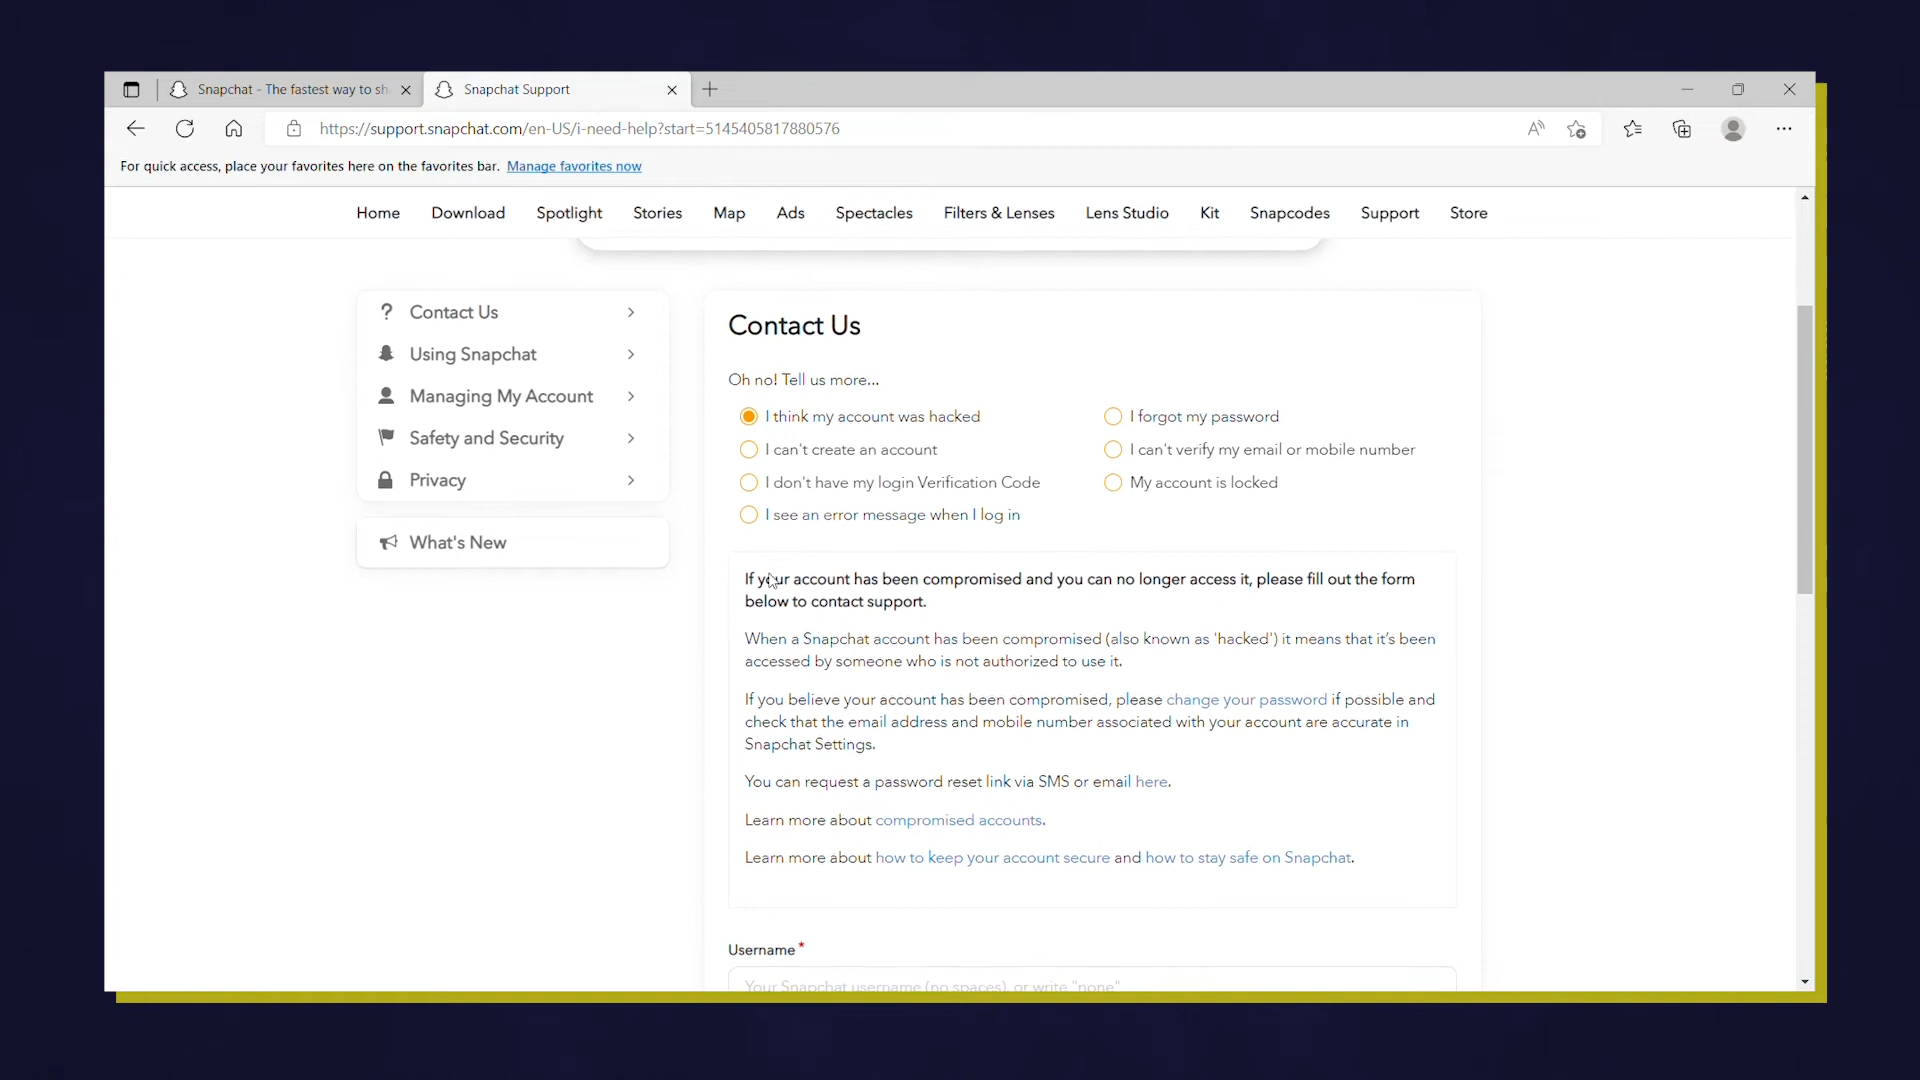 Snapchat - The fastest way to sh
Snapchat Support
https://support.snapchat.com/en-US/i-need-help?start=5145405817880576
For quick access, place your favorites here on the favorites bar. Manage favorites now
Home Download Spotlight Stories Map Ads Spectacles Filters & Lenses Lens Studio Kit Snapcodes Support Store
? Contact Us
Using Snapchat
Managing My Account
Safety and Security
Privacy
What's New
Contact Us
Oh no! Tell us more...
I think my account was hacked
I forgot my password
I can't create an account
I can't verify my email or mobile number
I don't have my login Verification Code
My account is locked
I see an error message when I log in
If your account has been compromised and you can no longer access it, please fill out the form
below to contact support.
When a Snapchat account has been compromised (also known as 'hacked') it means that it's been
accessed by someone who is not authorized to use it.
If you believe your account has been compromised, please change your password if possible and
check that the email address and mobile number associated with your account are accurate in
Snapchat Settings.
You can request a password reset link via SMS or email here.
Learn more about compromised accounts.
Learn more about how to keep your account secure and how to stay safe on Snapchat.
Username *
Your Snapchat username (no spaces), or write "none"